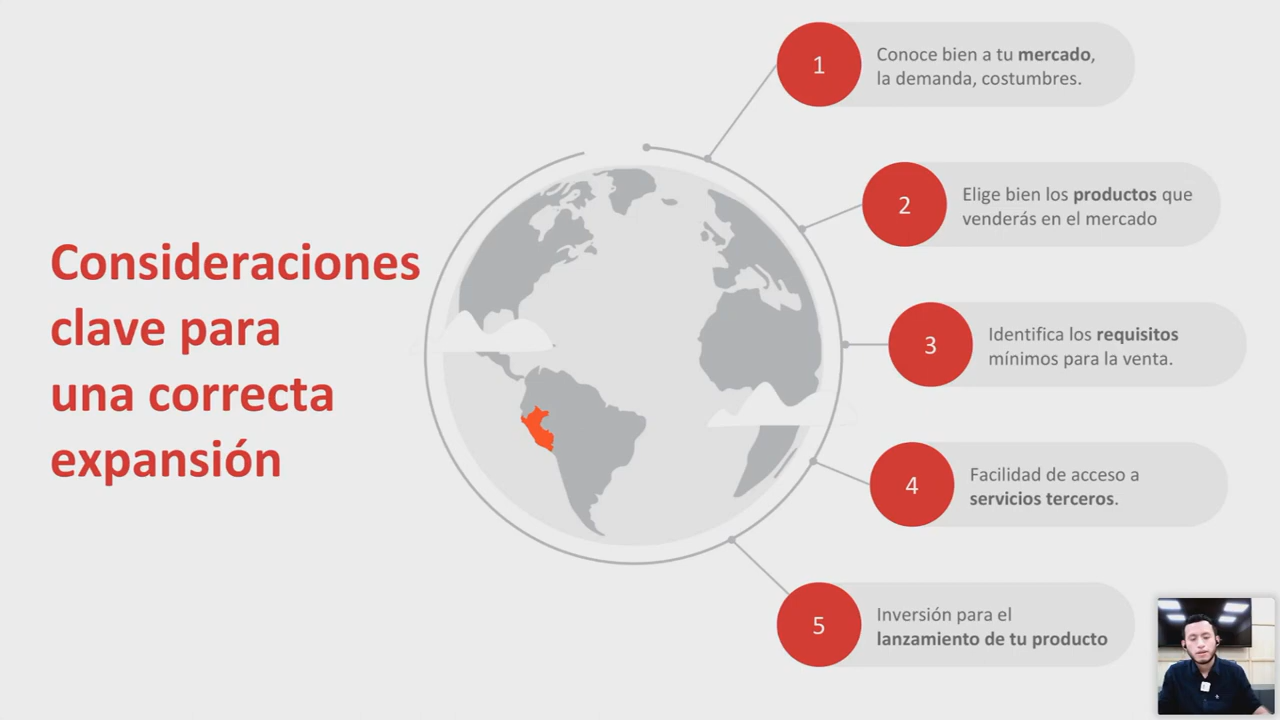 Consideraciones
clave para
una correcta
expansión
1
Conoce bien a tu mercado,
la demanda, costumbres.
2
Elige bien los productos que
venderás en el mercado
3
Identifica los requisitos
mínimos para la venta.
4
Facilidad de acceso a
servicios terceros.
5
Inversión para el
lanzamiento de tu producto